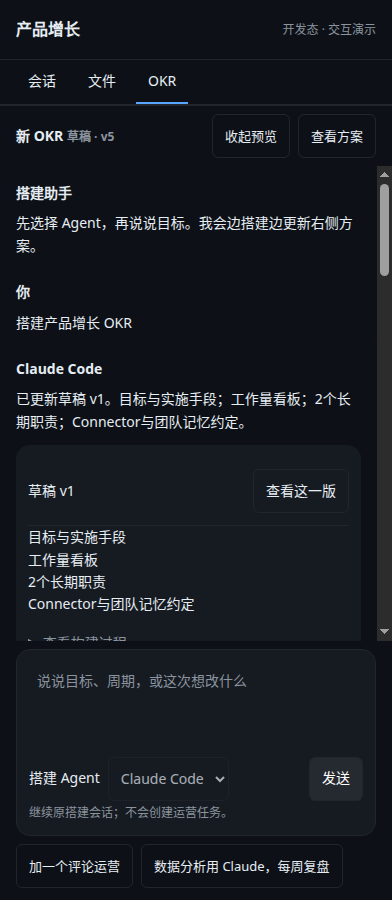 产品增长
开发态 · 交互演示
会话
文件
OKR
新 OKR 草稿 · v5
收起预览
查看方案
搭建助手
先选择 Agent，再说说目标。我会边搭建边更新右侧方
案。
你
搭建产品增长 OKR
Claude Code
已更新草稿 v1。目标与实施手段；工作量看板；2个长
期职责；Connector与团队记忆约定。
草稿 v1
查看这一版
目标与实施手段
工作量看板
2个长期职责
Connector与团队记忆约定
查看构建过程
说说目标、周期，或这次想改什么
搭建 Agent
Claude Code
发送
继续原搭建会话；不会创建运营任务。
加一个评论运营
数据分析用 Claude，每周复盘